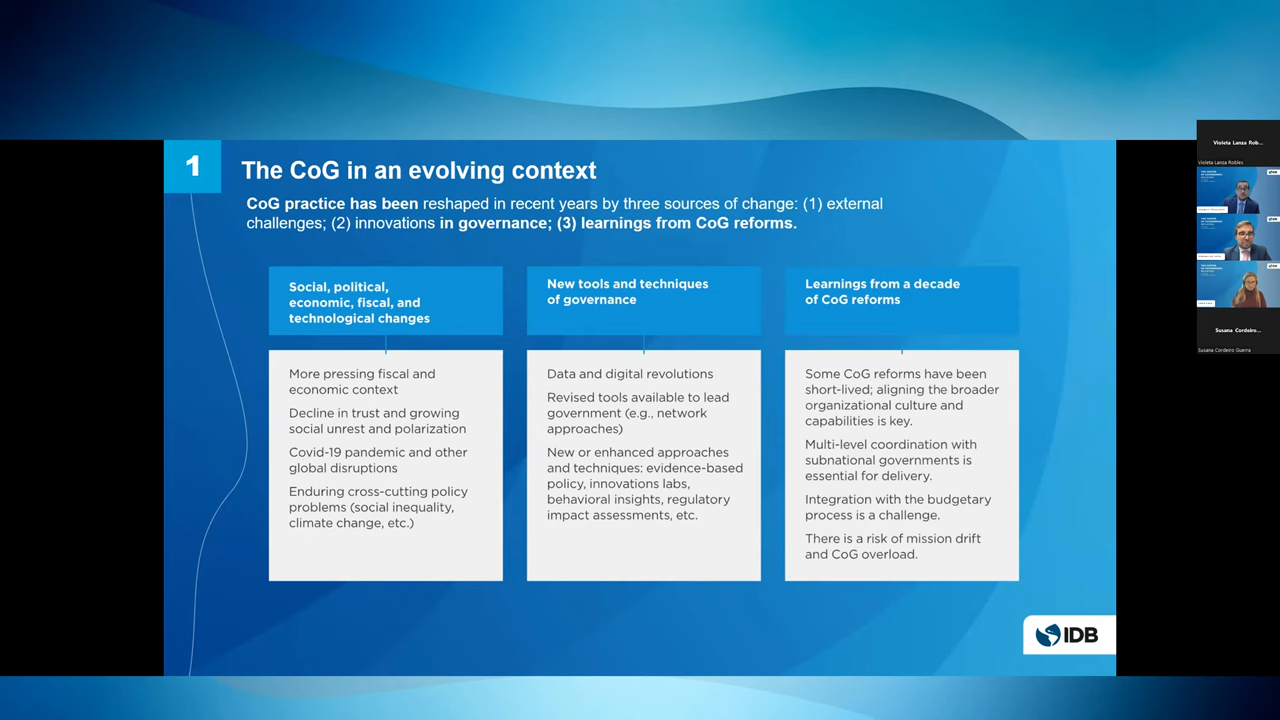 1
The CoG in an evolving context
CoG practice has been reshaped in recent years by three sources of change: (1) external
challenges; (2) innovations in governance; (3) learnings from CoG reforms.
Social, political,
economic, fiscal, and
technological changes
More pressing fiscal and
economic context
Decline in trust and growing
social unrest and polarization
Covid-19 pandemic and other
global disruptions
Enduring cross-cutting policy
problems (social inequality,
climate change, etc.)
New tools and techniques
of governance
Data and digital revolutions
Revised tools available to lead
government (e.g., network
approaches)
New or enhanced approaches
and techniques: evidence-based
policy, innovations labs,
behavioral insights, regulatory
impact assessments, etc.
Learnings from a decade
of CoG reforms
Some CoG reforms have been
short-lived; aligning the broader
organizational culture and
capabilities is key.
Multi-level coordination with
subnational governments is
essential for delivery.
Integration with the budgetary
process is a challenge.
There is a risk of mission drift
and CoG overload.
IDB
Violeta Lanza Rob...
Violeta Lanza Robles
Susana Cordeiro...
Susana Cordeiro Guerra